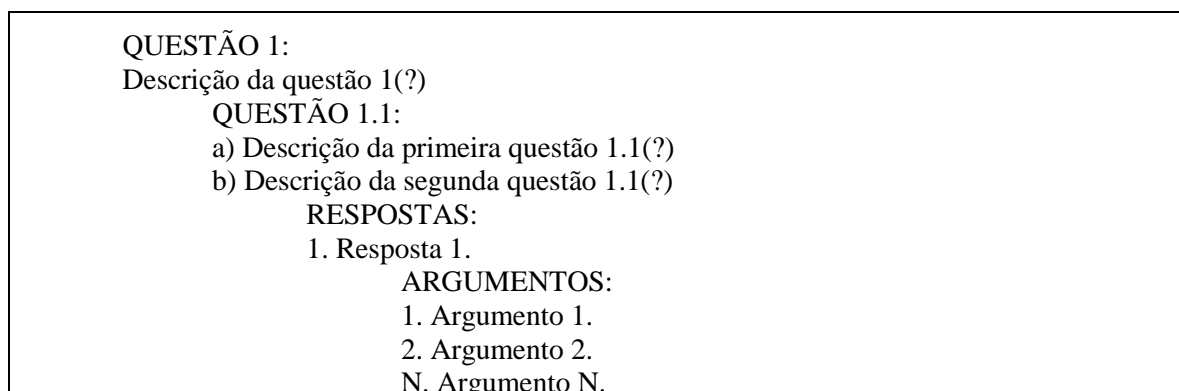 QUESTÃO 1:
Descrição da questão 1(?)
QUESTÃO 1.1:
a) Descrição da primeira questão 1.1(?)
b) Descrição da segunda questão 1.1(?)
RESPOSTAS:
1. Resposta 1.
ARGUMENTOS:
1. Argumento 1.
2. Argumento 2.
N. Argumento N.